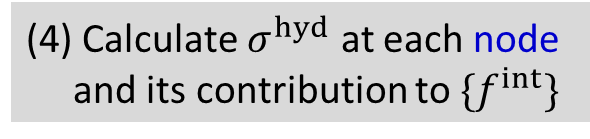 (4) Calculate σ^hyd at each node
and its contribution to {f^int}